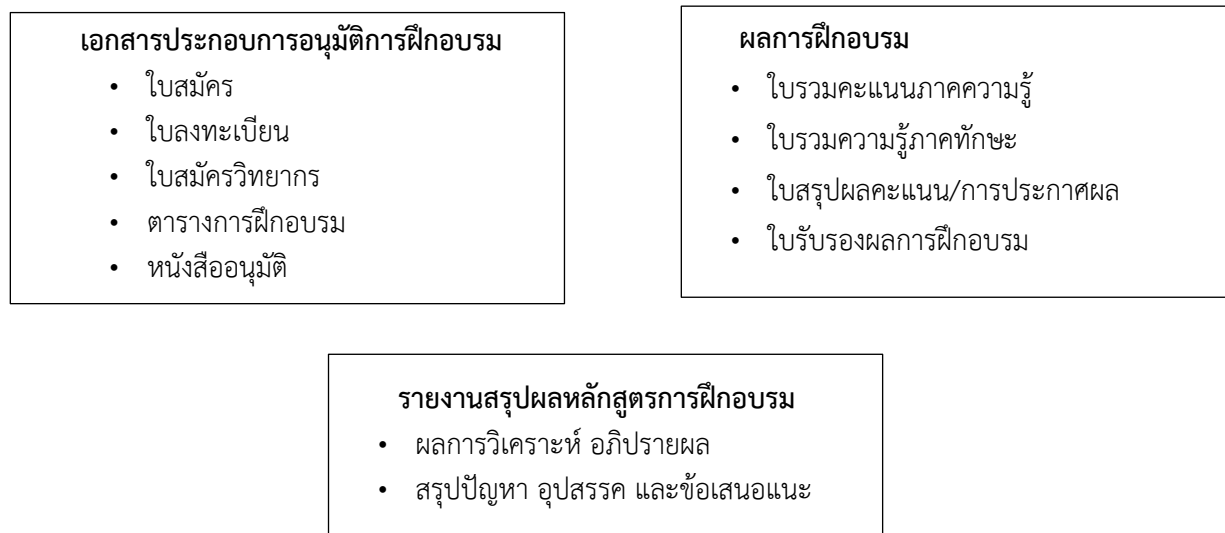 เอกสารประกอบการอนุมัติการฝึกอบรม
• ใบสมัคร
• ใบลงทะเบียน
• ใบสมัครวิทยากร
• ตารางการฝึกอบรม
• หนังสืออนุมัติ
ผลการฝึกอบรม
• ใบรวมคะแนนภาคความรู้
• ใบรวมความรู้ภาคทักษะ
• ใบสรุปผลคะแนน/การประกาศผล
• ใบรับรองผลการฝึกอบรม
รายงานสรุปผลหลักสูตรการฝึกอบรม
• ผลการวิเคราะห์ อภิปรายผล
• สรุปปัญหา อุปสรรค และข้อเสนอแนะ